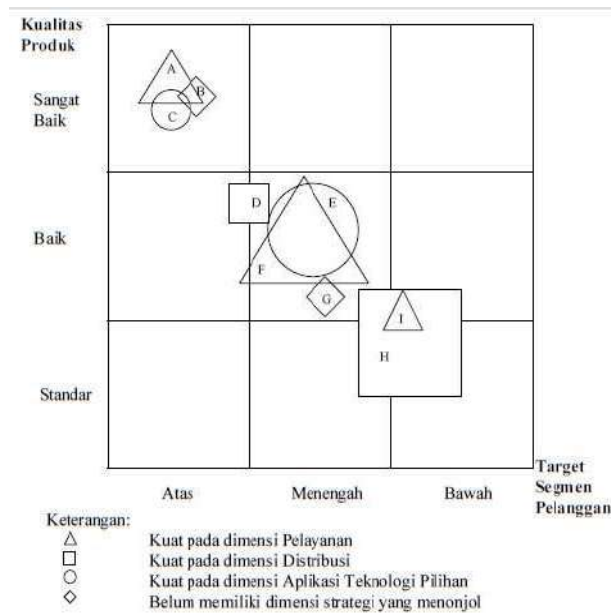 Kualitas
Produk
A
B
Sangat
Baik
C
D
E
Baik
F
G
I
H
Standar
Target
Segmen
Pelanggan
Atas
Menengah
Bawah
Keterangan:
Kuat pada dimensi Pelayanan
Kuat pada dimensi Distribusi
Kuat pada dimensi Aplikasi Teknologi Pilihan
Belum memiliki dimensi strategi yang menonjol